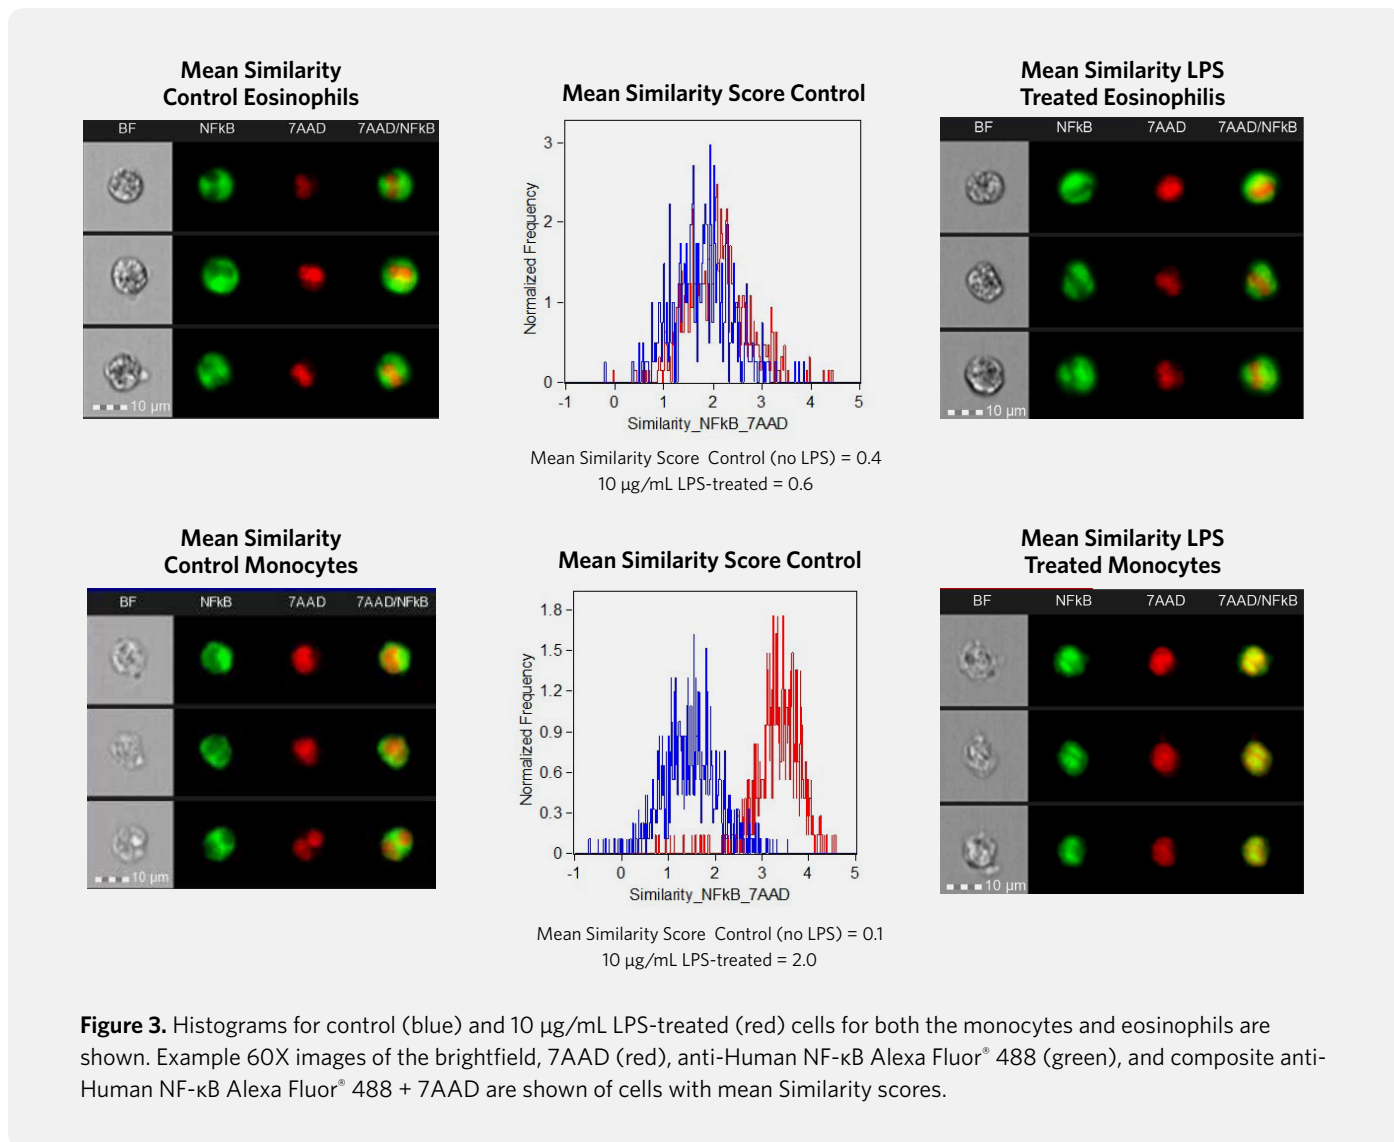 Mean Similarity
Control Eosinophils
BF NFkB 7AAD 7AAD/NFkB
10 µm
Mean Similarity Score Control
Normalized Frequency
3
2
1
0
-1 0 1 2 3 4 5
Similarity_NFkB_7AAD
Mean Similarity Score Control (no LPS) = 0.4
10 µg/mL LPS-treated = 0.6
Mean Similarity LPS
Treated Eosinophilis
BF NFkB 7AAD 7AAD/NFkB
10 µm
Mean Similarity
Control Monocytes
BF NFkB 7AAD 7AAD/NFkB
10 µm
Mean Similarity Score Control
Normalized Frequency
1.8
1.5
1.2
0.9
0.6
0.3
0
-1 0 1 2 3 4 5
Similarity_NFkB_7AAD
Mean Similarity Score Control (no LPS) = 0.1
10 µg/mL LPS-treated = 2.0
Mean Similarity LPS
Treated Monocytes
BF NFkB 7AAD 7AAD/NFkB
10 µm
Figure 3. Histograms for control (blue) and 10 µg/mL LPS-treated (red) cells for both the monocytes and eosinophils are
shown. Example 60X images of the brightfield, 7AAD (red), anti-Human NF-κB Alexa Fluor® 488 (green), and composite anti-
Human NF-κB Alexa Fluor® 488 + 7AAD are shown of cells with mean Similarity scores.